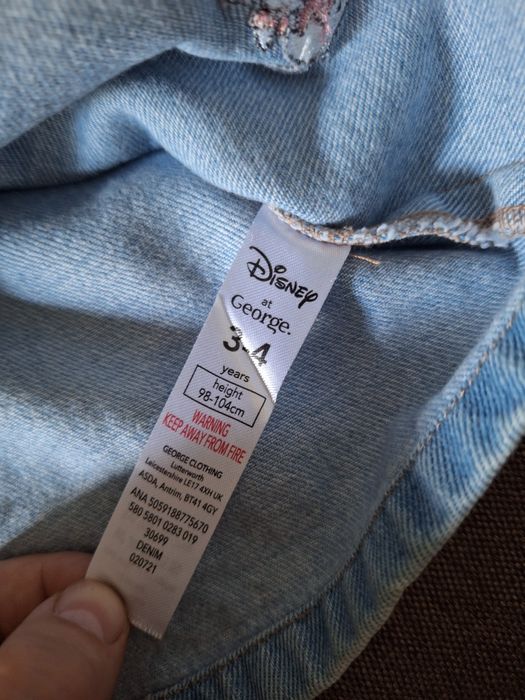 Disney
at
George.
3-4
years
height
98-104cm
WARNING
KEEP AWAY FROM FIRE
GEORGE CLOTHING
Lutterworth
Leicestershire LE17 4XH UK
ASDA, Antrim, BT41 4GY
ANA 5059188775670
580 5801 0283 019
30699
DENIM
020721